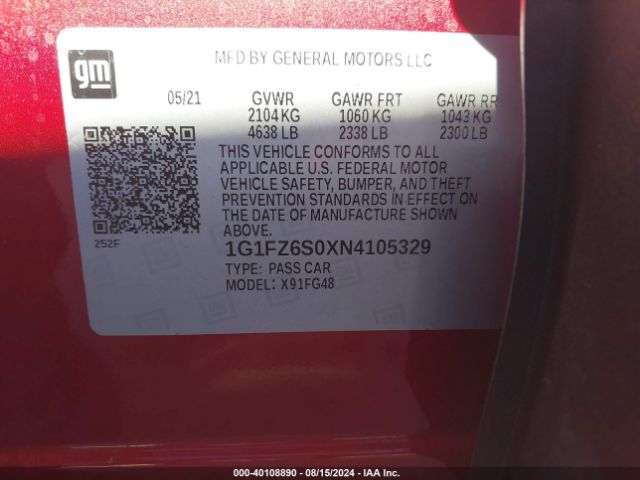 gm
MFD BY GENERAL MOTORS LLC
05/21 GVWR GAWR FRT GAWR RR
2104 KG 1060 KG 1043 KG
4638 LB 2338 LB 2300 LB
THIS VEHICLE CONFORMS TO ALL
APPLICABLE U.S. FEDERAL MOTOR
VEHICLE SAFETY, BUMPER, AND THEFT
PREVENTION STANDARDS IN EFFECT ON
THE DATE OF MANUFACTURE SHOWN
ABOVE.
252F
1G1FZ6S0XN4105329
TYPE: PASS CAR
MODEL: X91FG48
000-40108890 - 08/15/2024 - IAA Inc.